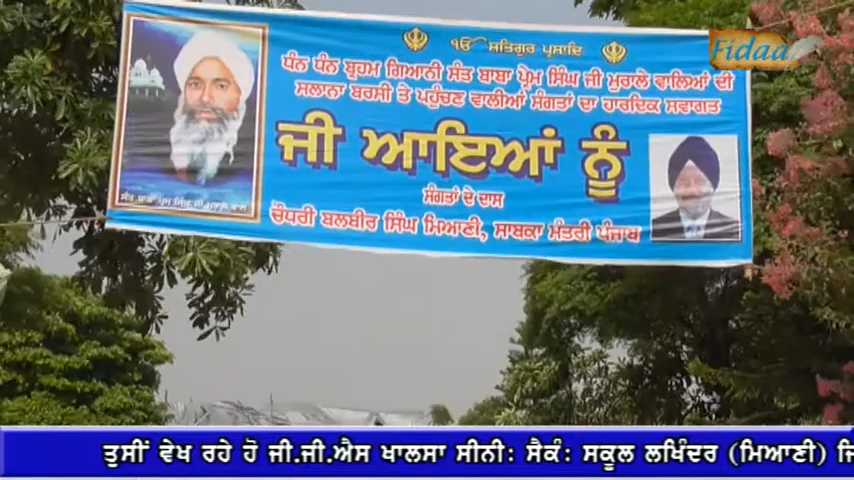 ੴ ਸਤਿਗੁਰ ਪ੍ਰਸਾਦਿ
Fidaa
ਧੰਨ ਧੰਨ ਬ੍ਰਹਮ ਗਿਆਨੀ ਸੰਤ ਬਾਬਾ ਪ੍ਰੇਮ ਸਿੰਘ ਜੀ ਮੁਰਾਲੇ ਵਾਲਿਆਂ ਦੀ
ਸਲਾਨਾ ਬਰਸੀ ਤੇ ਪਹੁੰਚਣ ਵਾਲੀਆਂ ਸੰਗਤਾਂ ਦਾ ਹਾਰਦਿਕ ਸਵਾਗਤ
ਜੀ ਆਇਆਂ ਨੂੰ
ਸੰਗਤਾਂ ਦੇ ਦਾਸ
ਸੰਤ ਬਾਬਾ ਪ੍ਰੇਮ ਸਿੰਘ ਜੀ ਮੁਰਾਲੇ ਵਾਲੇ
ਚੌਧਰੀ ਬਲਬੀਰ ਸਿੰਘ ਮਿਆਣੀ, ਸਾਬਕਾ ਮੰਤਰੀ ਪੰਜਾਬ
ਤੁਸੀਂ ਵੇਖ ਰਹੇ ਹੋ ਜੀ.ਜੀ.ਐਸ ਖਾਲਸਾ ਸੀਨੀ: ਸੈਕੰ: ਸਕੂਲ ਲਖਿੰਦਰ (ਮਿਆਣੀ) ਜਿ